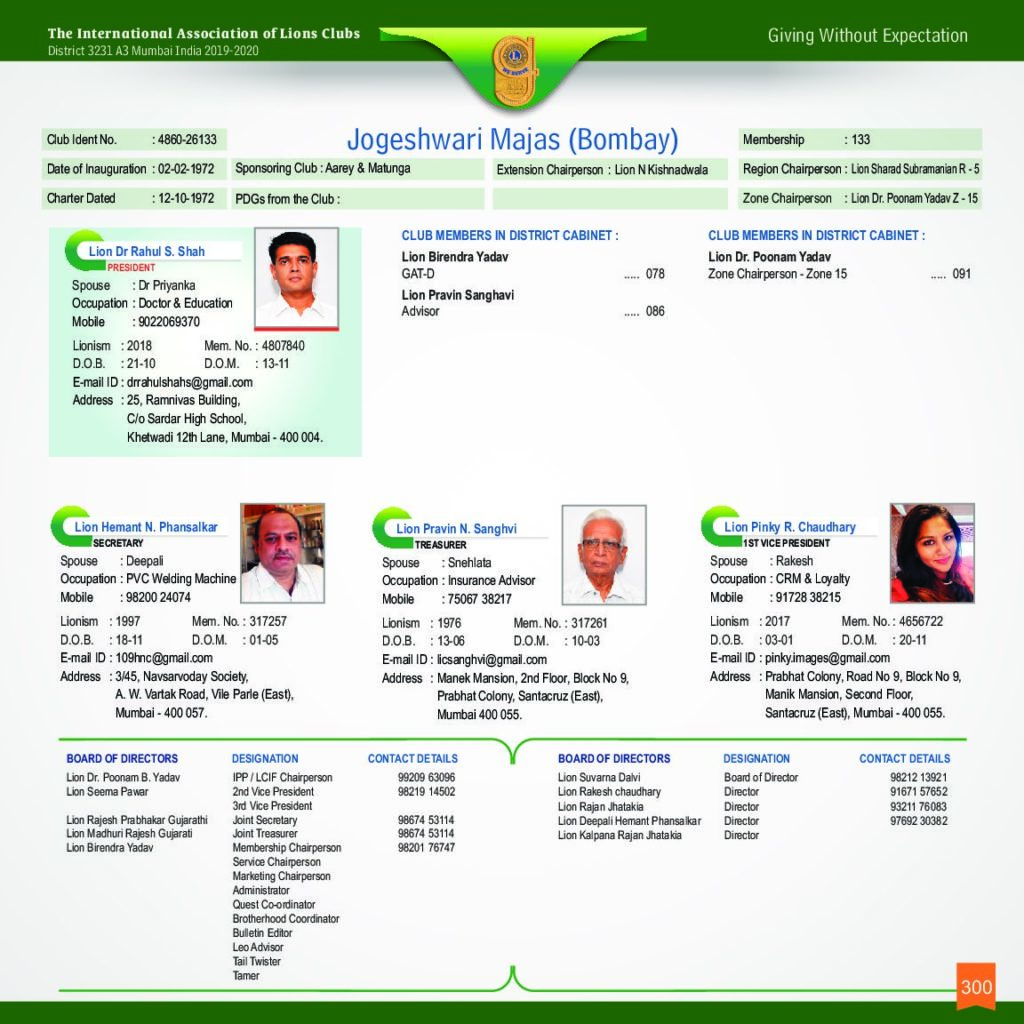 The International Association of Lions Clubs
District 3231 A3 Mumbai India 2019-2020
Giving Without Expectation
WE SERVE
Jogeshwari Majas (Bombay)
Club Ident No. : 4860-26133
Membership : 133
Date of Inauguration : 02-02-1972
Sponsoring Club : Aarey & Matunga
Extension Chairperson : Lion N Kishnadwala
Region Chairperson : Lion Sharad Subramanian R - 5
Charter Dated : 12-10-1972
PDGs from the Club :
Zone Chairperson : Lion Dr. Poonam Yadav Z - 15
Lion Dr Rahul S. Shah
PRESIDENT
Spouse : Dr Priyanka
Occupation : Doctor & Education
Mobile : 9022069370
Lionism : 2018 Mem. No. : 4807840
D.O.B. : 21-10 D.O.M. : 13-11
E-mail ID : drrahulshahs@gmail.com
Address : 25, Ramnivas Building,
C/o Sardar High School,
Khetwadi 12th Lane, Mumbai - 400 004.
CLUB MEMBERS IN DISTRICT CABINET :
Lion Birendra Yadav
GAT-D ..... 078
Lion Pravin Sanghavi
Advisor ..... 086
CLUB MEMBERS IN DISTRICT CABINET :
Lion Dr. Poonam Yadav
Zone Chairperson - Zone 15 ..... 091
Lion Hemant N. Phansalkar
SECRETARY
Spouse : Deepali
Occupation : PVC Welding Machine
Mobile : 98200 24074
Lionism : 1997 Mem. No. : 317257
D.O.B. : 18-11 D.O.M. : 01-05
E-mail ID : 109hnc@gmail.com
Address : 3/45, Navsarvoday Society,
A. W. Vartak Road, Vile Parle (East),
Mumbai - 400 057.
Lion Pravin N. Sanghvi
TREASURER
Spouse : Snehlata
Occupation : Insurance Advisor
Mobile : 75067 38217
Lionism : 1976 Mem. No. : 317261
D.O.B. : 13-06 D.O.M. : 10-03
E-mail ID : licsanghvi@gmail.com
Address : Manek Mansion, 2nd Floor, Block No 9,
Prabhat Colony, Santacruz (East),
Mumbai 400 055.
Lion Pinky R. Chaudhary
1ST VICE PRESIDENT
Spouse : Rakesh
Occupation : CRM & Loyalty
Mobile : 91728 38215
Lionism : 2017 Mem. No. : 4656722
D.O.B. : 03-01 D.O.M. : 20-11
E-mail ID : pinky.images@gmail.com
Address : Prabhat Colony, Road No 9, Block No 9,
Manik Mansion, Second Floor,
Santacruz (East), Mumbai - 400 055.
BOARD OF DIRECTORS DESIGNATION CONTACT DETAILS
Lion Dr. Poonam B. Yadav IPP / LCIF Chairperson 99209 63096
Lion Seema Pawar 2nd Vice President 98219 14502
3rd Vice President
Lion Rajesh Prabhakar Gujarathi Joint Secretary 98674 53114
Lion Madhuri Rajesh Gujarati Joint Treasurer 98674 53114
Lion Birendra Yadav Membership Chairperson 98201 76747
Service Chairperson
Marketing Chairperson
Administrator
Quest Co-ordinator
Brotherhood Coordinator
Bulletin Editor
Leo Advisor
Tail Twister
Tamer
BOARD OF DIRECTORS DESIGNATION CONTACT DETAILS
Lion Suvarna Dalvi Board of Director 98212 13921
Lion Rakesh chaudhary Director 91671 57652
Lion Rajan Jhatakia Director 93211 76083
Lion Deepali Hemant Phansalkar Director 97692 30382
Lion Kalpana Rajan Jhatakia Director
300